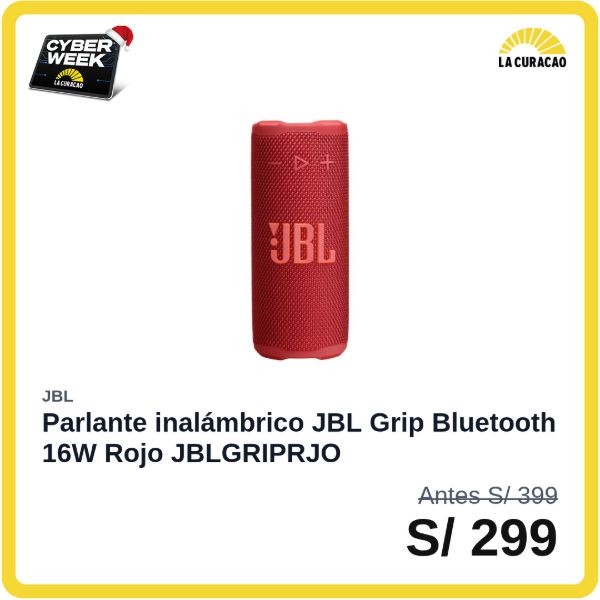 CYBER
WEEK
LA CURACAO
LA CURACAO
JBL
JBL
Parlante inalámbrico JBL Grip Bluetooth
16W Rojo JBLGRIPRJO
Antes S/ 399
S/ 299